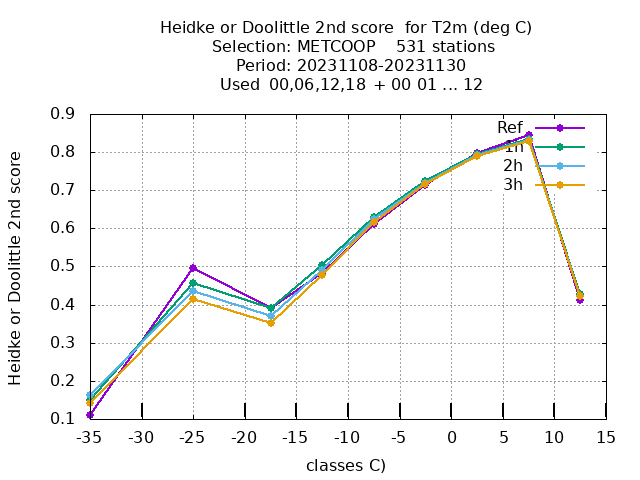 Heidke or Doolittle 2nd score  for T2m (deg C)
Selection: METCOOP    531 stations
Period: 20231108-20231130
Used  00,06,12,18  + 00 01 ... 12
Heidke or Doolittle 2nd score
0.9
0.8
0.7
0.6
0.5
0.4
0.3
0.2
0.1
Ref
1h
2h
3h
-35 -30 -25 -20 -15 -10 -5 0 5 10 15
classes C)